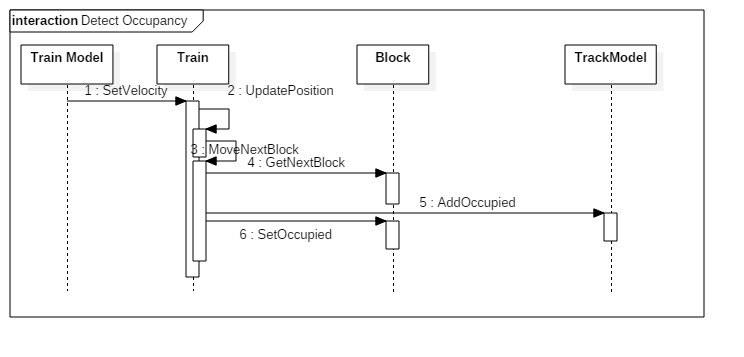 interaction Detect Occupancy
Train Model
Train
Block
TrackModel
1 : SetVelocity
2 : UpdatePosition
3 : MoveNextBlock
4 : GetNextBlock
5 : AddOccupied
6 : SetOccupied